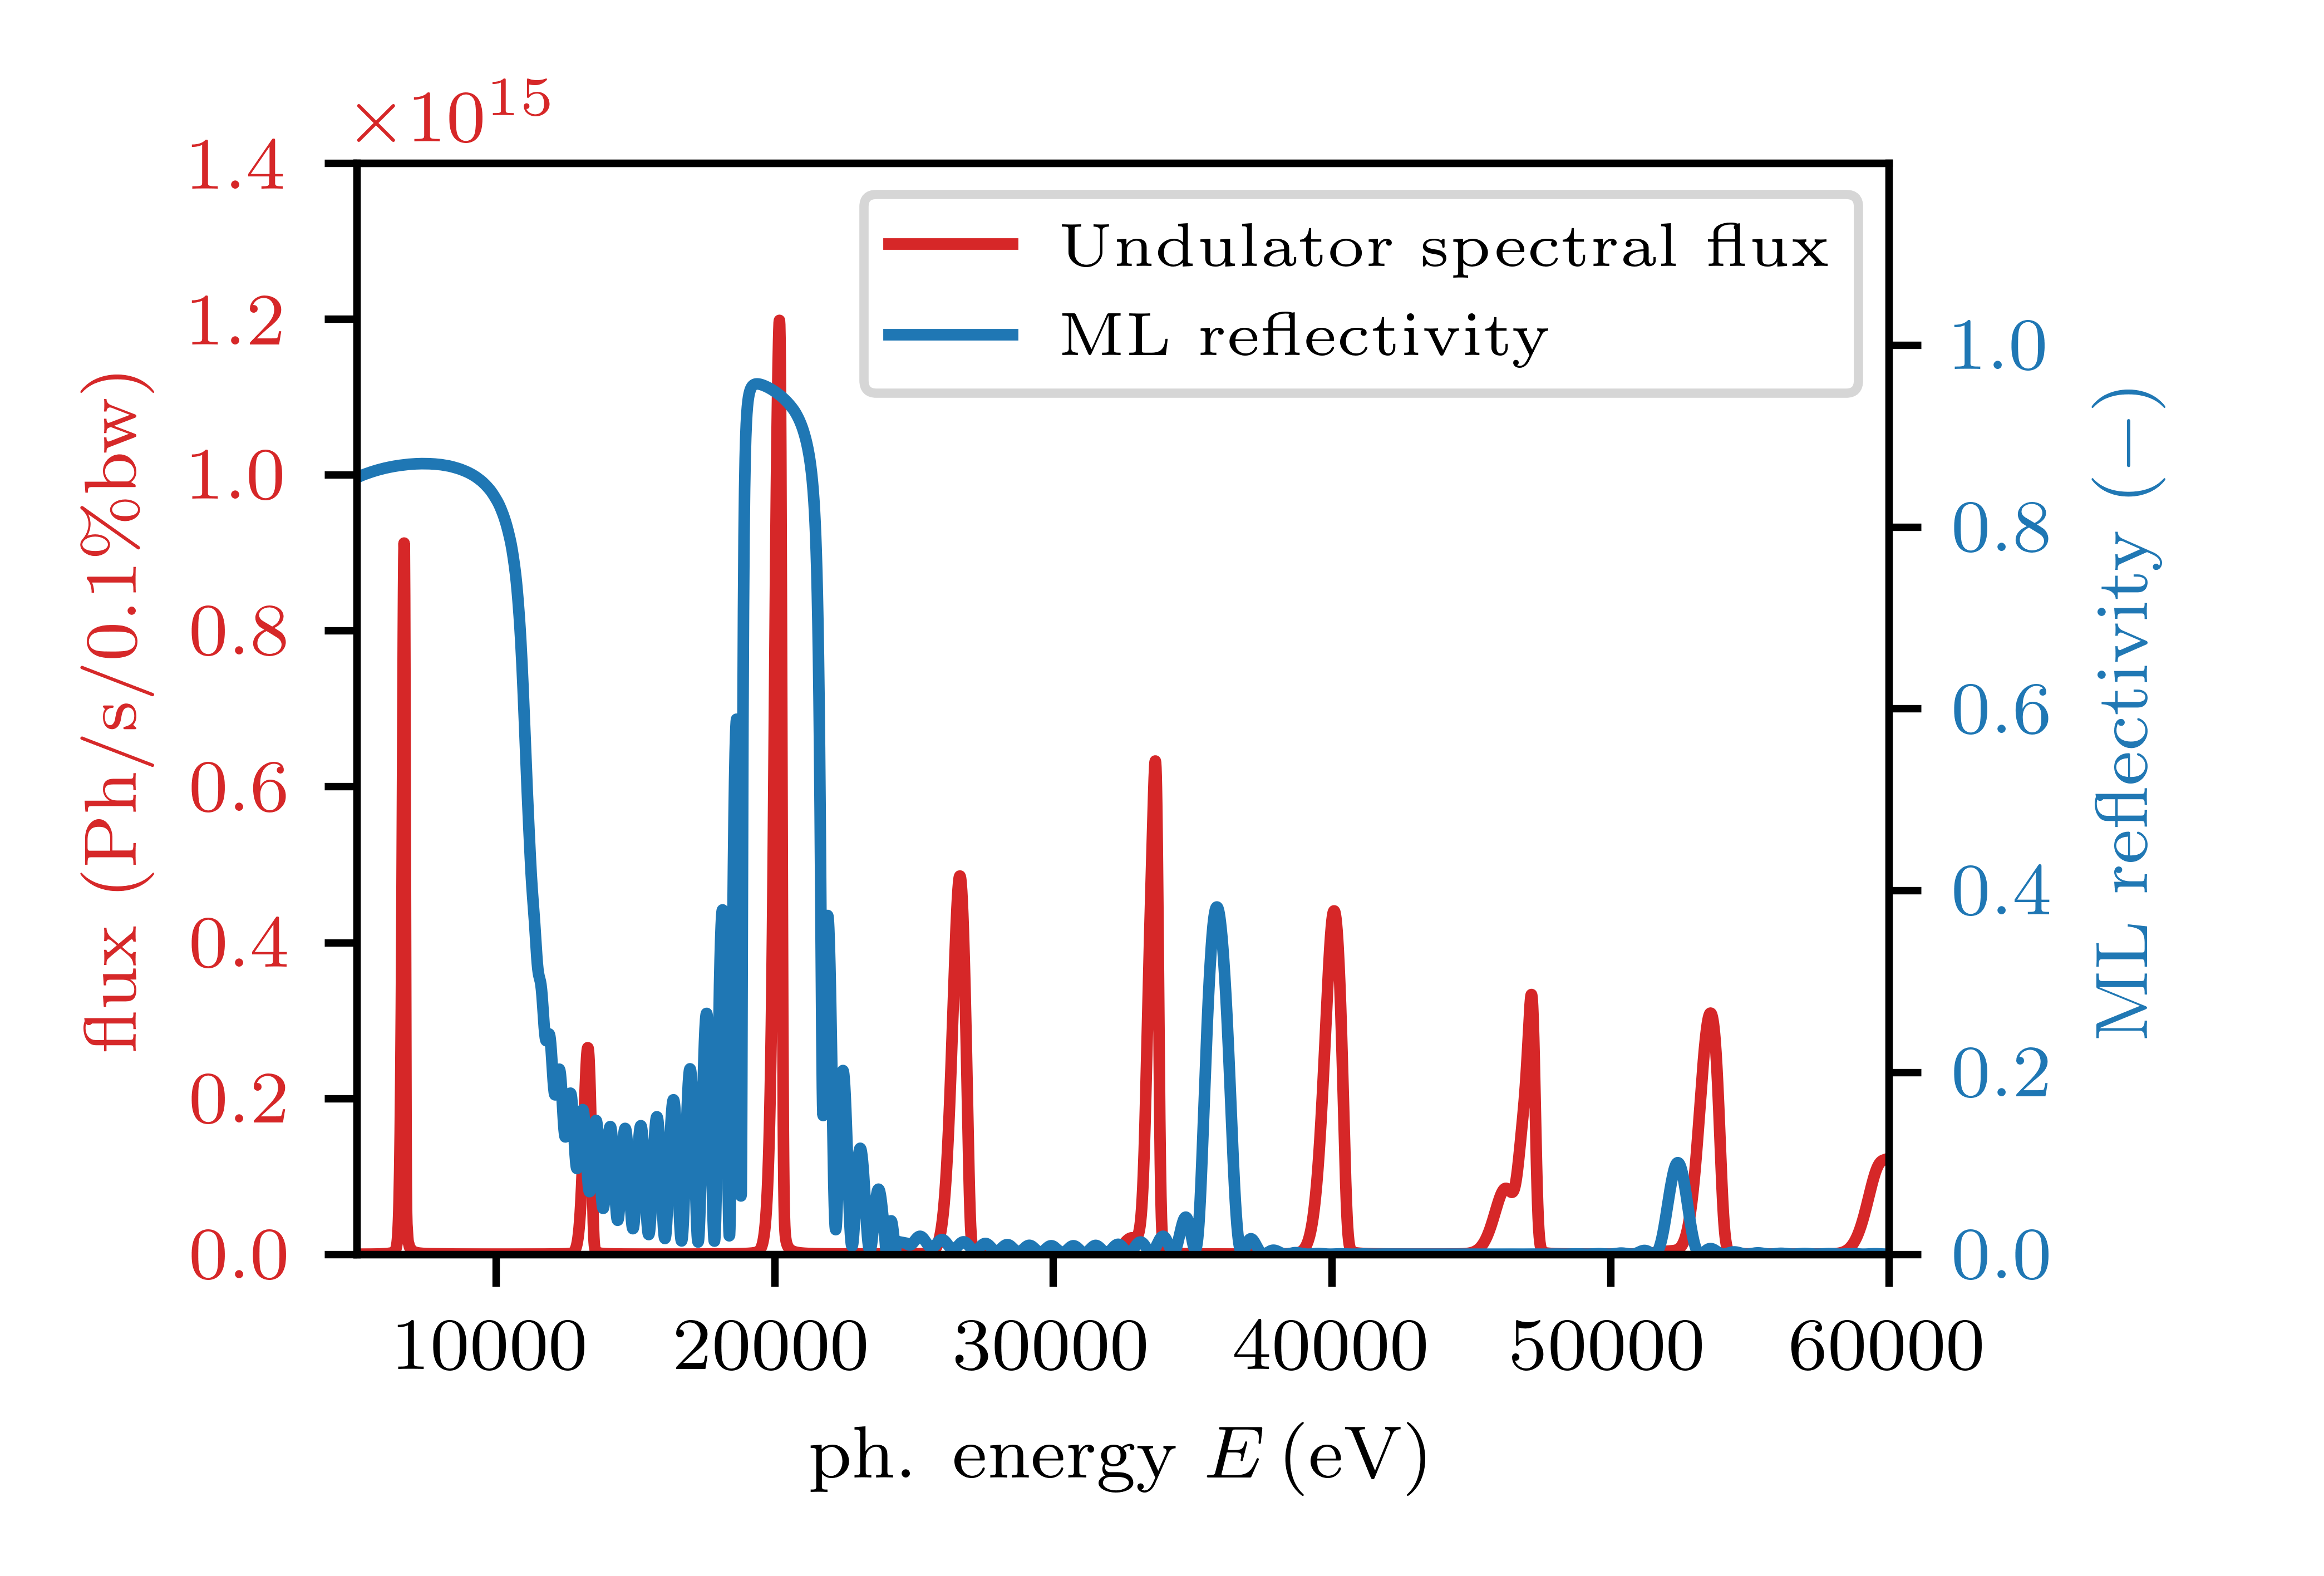 ×10¹⁵
1.4
1.2
1.0
0.8
0.6
0.4
0.2
0.0
flux (Ph/s/0.1%bw)
Undulator spectral flux
ML reflectivity
1.0
0.8
0.6
0.4
0.2
0.0
ML reflectivity (−)
10000 20000 30000 40000 50000 60000
ph. energy E (eV)